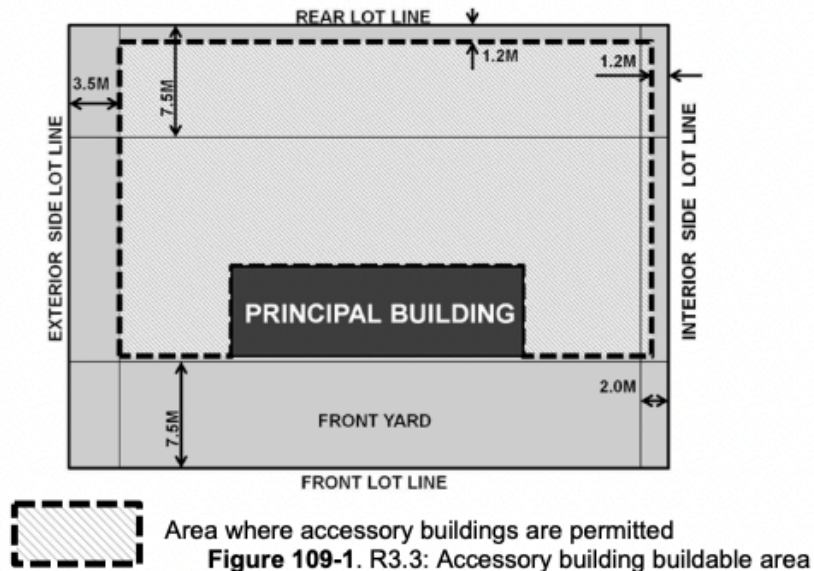 REAR LOT LINE
1.2M
1.2M
3.5M
7.5M
EXTERIOR SIDE LOT LINE
INTERIOR SIDE LOT LINE
PRINCIPAL BUILDING
2.0M
7.5M
FRONT YARD
FRONT LOT LINE
Area where accessory buildings are permitted
Figure 109-1. R3.3: Accessory building buildable area